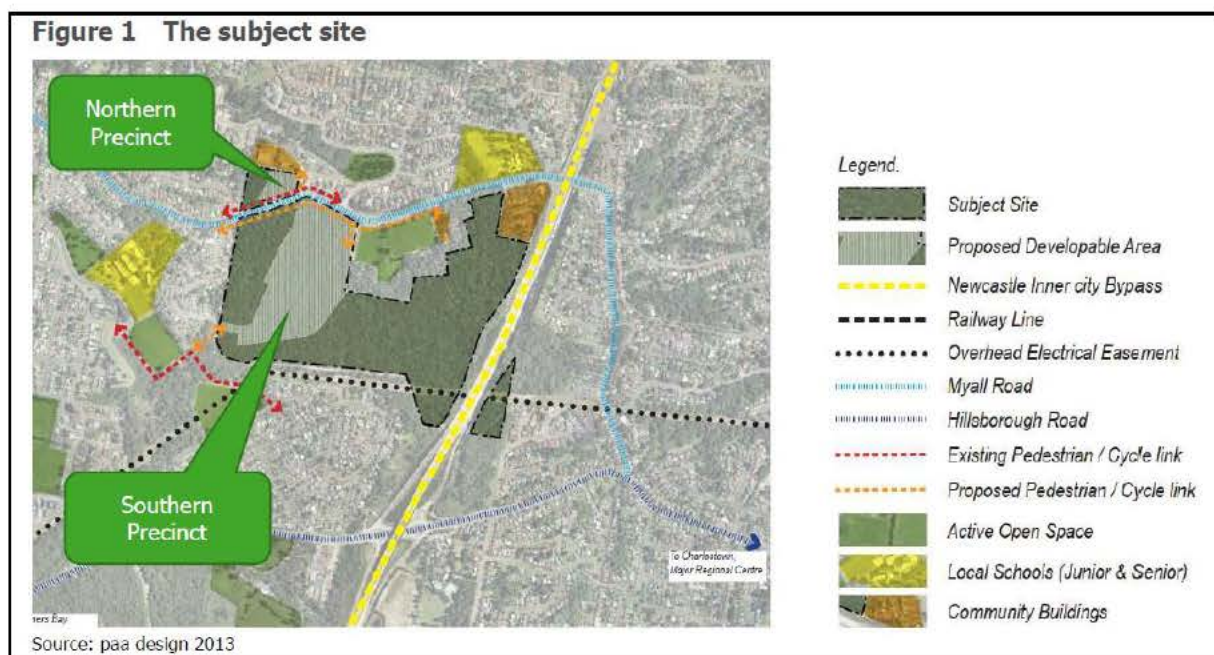 Figure 1 The subject site
Northern
Precinct
Southern
Precinct
To Charlestown,
Major Regional Centre
ners Bay
Legend.
Subject Site
Proposed Developable Area
Newcastle Inner city Bypass
Railway Line
Overhead Electrical Easement
Myall Road
Hillsborough Road
Existing Pedestrian / Cycle link
Proposed Pedestrian / Cycle link
Active Open Space
Local Schools (Junior & Senior)
Community Buildings
Source: paa design 2013